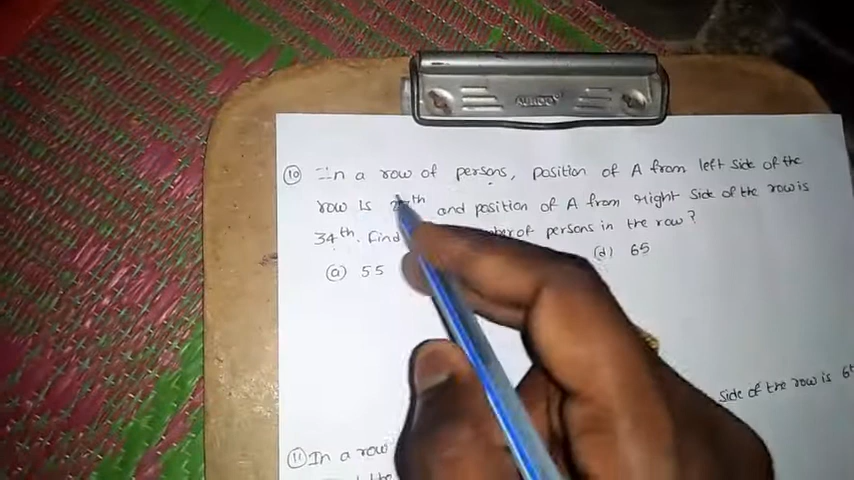 (10) In a row of persons, position of A from left side of the
row is 27th and position of A from right side of the row is
34th. Find of persons in the row?
(a) 55 (d) 65
side of the row is 6th
(11) In a row